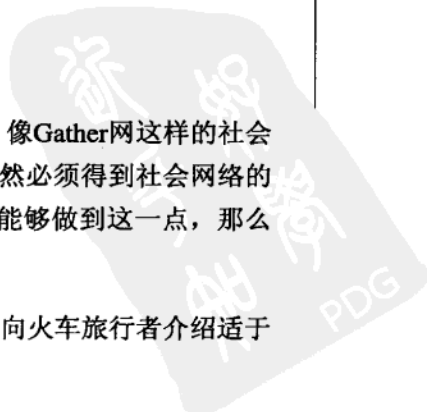 像Gather网这样的社会
然必须得到社会网络的
能够做到这一点，那么
向火车旅行者介绍适于
PDG